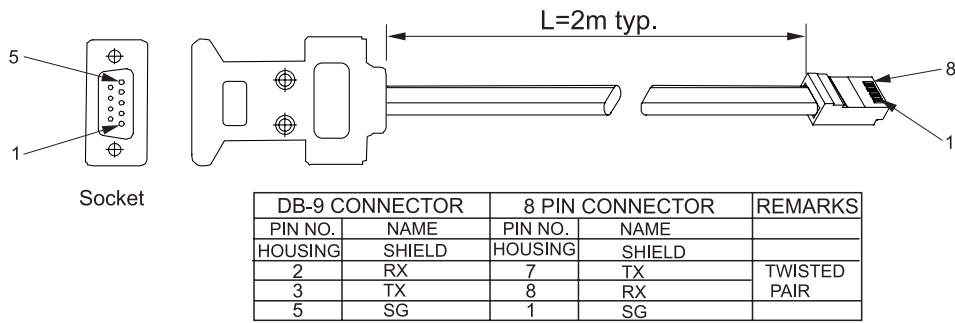 L=2m typ.
5
8
1
1
Socket
DB-9 CONNECTOR 8 PIN CONNECTOR REMARKS
PIN NO. NAME PIN NO. NAME
HOUSING SHIELD HOUSING SHIELD
2 RX 7 TX TWISTED
3 TX 8 RX PAIR
5 SG 1 SG